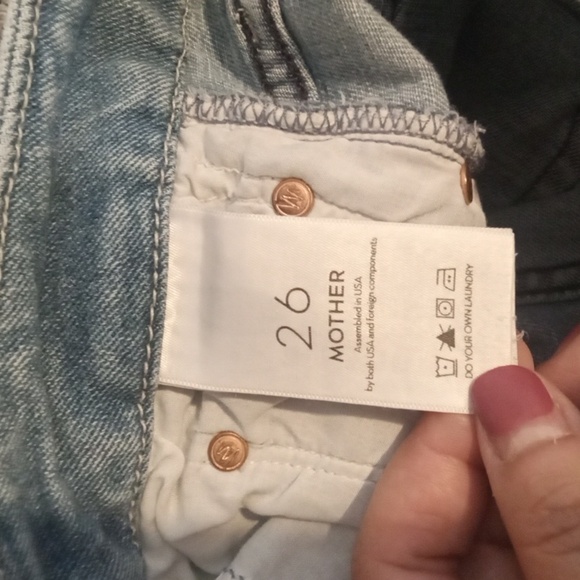 26
MOTHER
Assembled in USA
by both USA and foreign components
DO YOUR OWN LAUNDRY